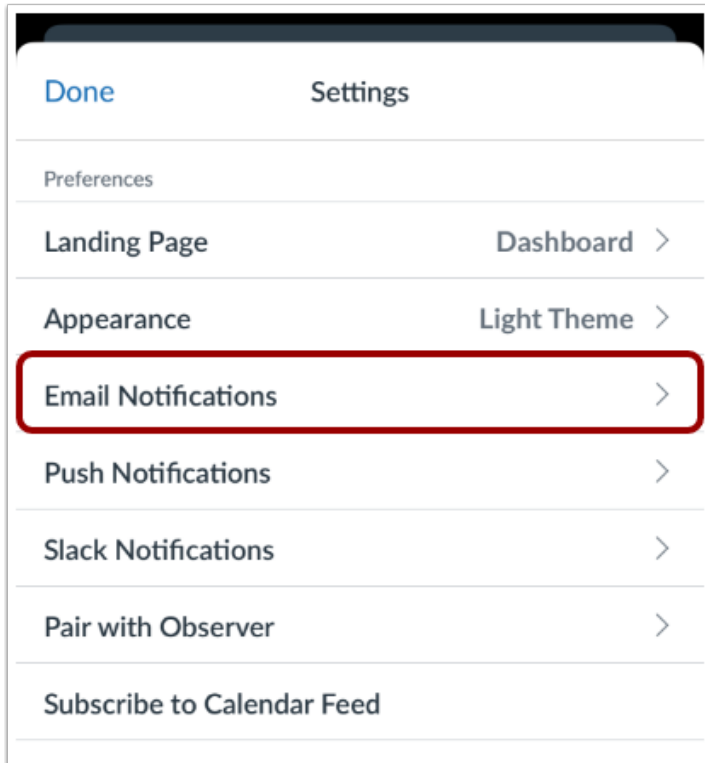 Done Settings
Preferences
Landing Page Dashboard
Appearance Light Theme
Email Notifications
Push Notifications
Slack Notifications
Pair with Observer
Subscribe to Calendar Feed